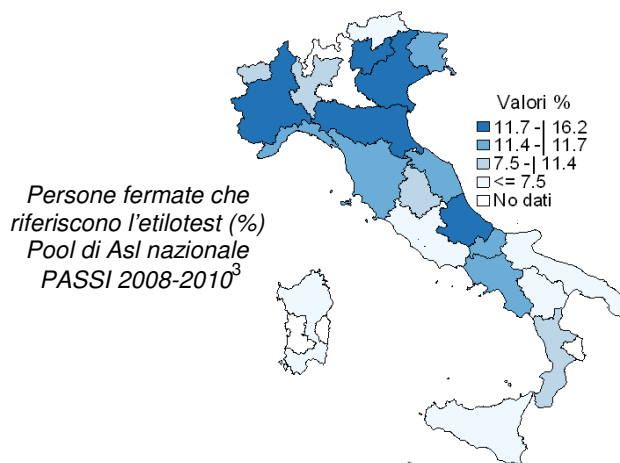 Persone fermate che
riferiscono l'etilotest (%)
Pool di Asl nazionale
PASSI 2008-2010³
Valori %
11.7 -| 16.2
11.4 -| 11.7
7.5 -| 11.4
<= 7.5
No dati